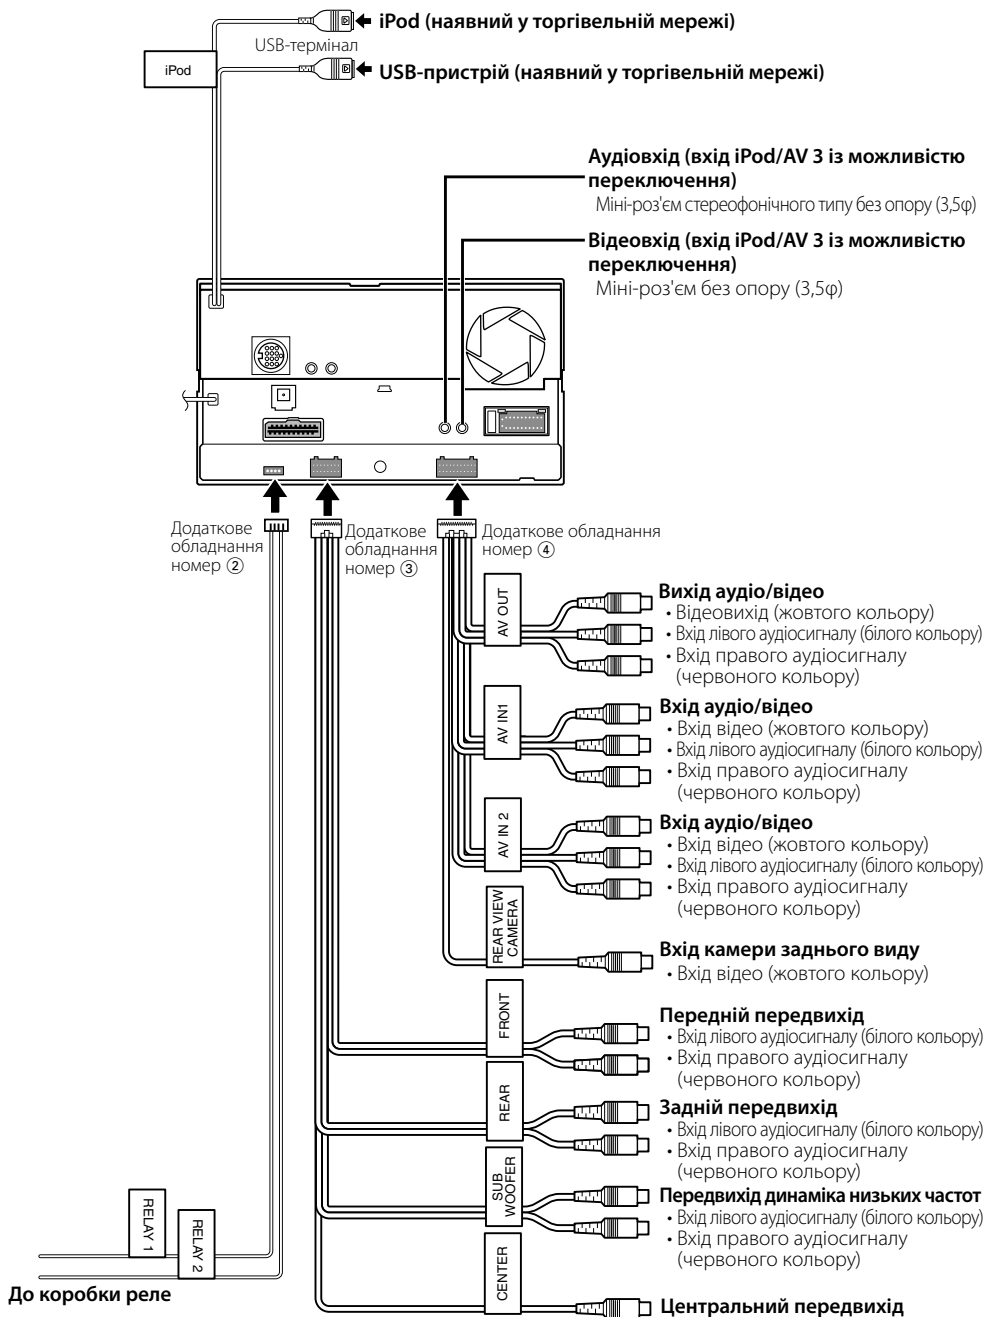 iPod (наявний у торгівельній мережі)
USB-термінал
iPod
USB-пристрій (наявний у торгівельній мережі)
Аудіовхід (вхід iPod/AV 3 із можливістю
переключення)
Міні-роз'єм стереофонічного типу без опору (3,5φ)
Відеовхід (вхід iPod/AV 3 із можливістю
переключення)
Міні-роз'єм без опору (3,5φ)
Додаткове
обладнання
номер ②
Додаткове
обладнання
номер ③
Додаткове обладнання
номер ④
AV OUT
Вихід аудіо/відео
• Відеовихід (жовтого кольору)
• Вхід лівого аудіосигналу (білого кольору)
• Вхід правого аудіосигналу
(червоного кольору)
AV IN1
Вхід аудіо/відео
• Вхід відео (жовтого кольору)
• Вхід лівого аудіосигналу (білого кольору)
• Вхід правого аудіосигналу
(червоного кольору)
AV IN 2
Вхід аудіо/відео
• Вхід відео (жовтого кольору)
• Вхід лівого аудіосигналу (білого кольору)
• Вхід правого аудіосигналу
(червоного кольору)
REAR VIEW
CAMERA
Вхід камери заднього виду
• Вхід відео (жовтого кольору)
FRONT
Передній передвихід
• Вхід лівого аудіосигналу (білого кольору)
• Вхід правого аудіосигналу
(червоного кольору)
REAR
Задній передвихід
• Вхід лівого аудіосигналу (білого кольору)
• Вхід правого аудіосигналу
(червоного кольору)
SUB
WOOFER
Передвихід динаміка низьких частот
• Вхід лівого аудіосигналу (білого кольору)
• Вхід правого аудіосигналу
(червоного кольору)
RELAY 1
RELAY 2
До коробки реле
CENTER
Центральний передвихід